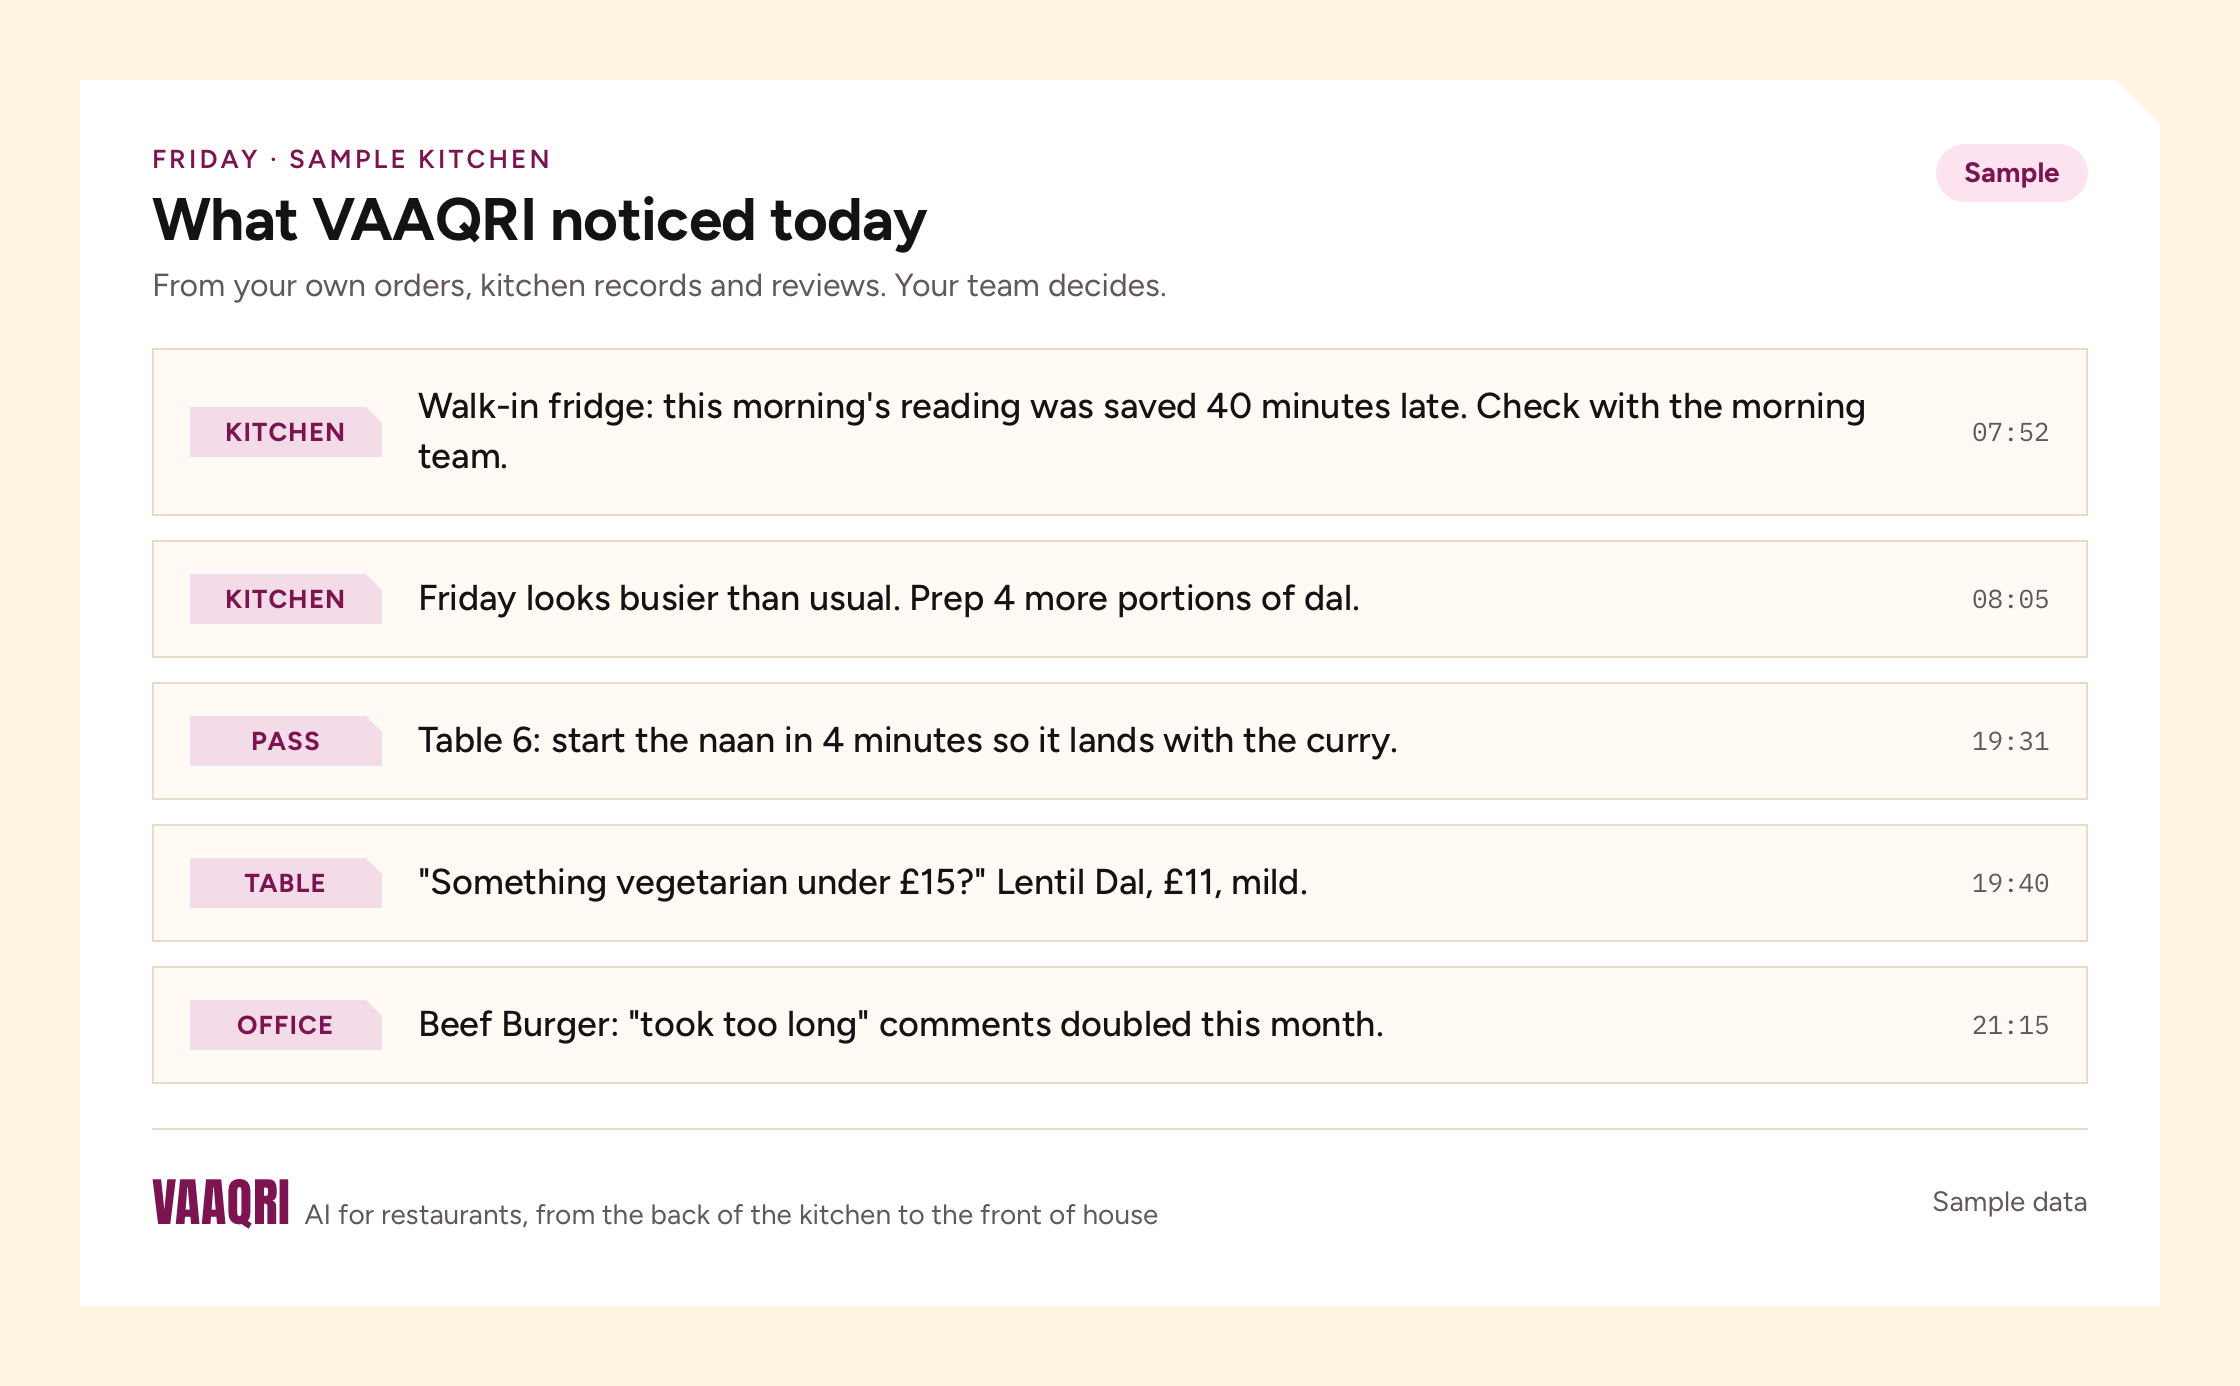 FRIDAY · SAMPLE KITCHEN
Sample
What VAAQRI noticed today
From your own orders, kitchen records and reviews. Your team decides.
KITCHEN
Walk-in fridge: this morning's reading was saved 40 minutes late. Check with the morning
team.
07:52
KITCHEN
Friday looks busier than usual. Prep 4 more portions of dal.
08:05
PASS
Table 6: start the naan in 4 minutes so it lands with the curry.
19:31
TABLE
"Something vegetarian under £15?" Lentil Dal, £11, mild.
19:40
OFFICE
Beef Burger: "took too long" comments doubled this month.
21:15
VAAQRI AI for restaurants, from the back of the kitchen to the front of house
Sample data